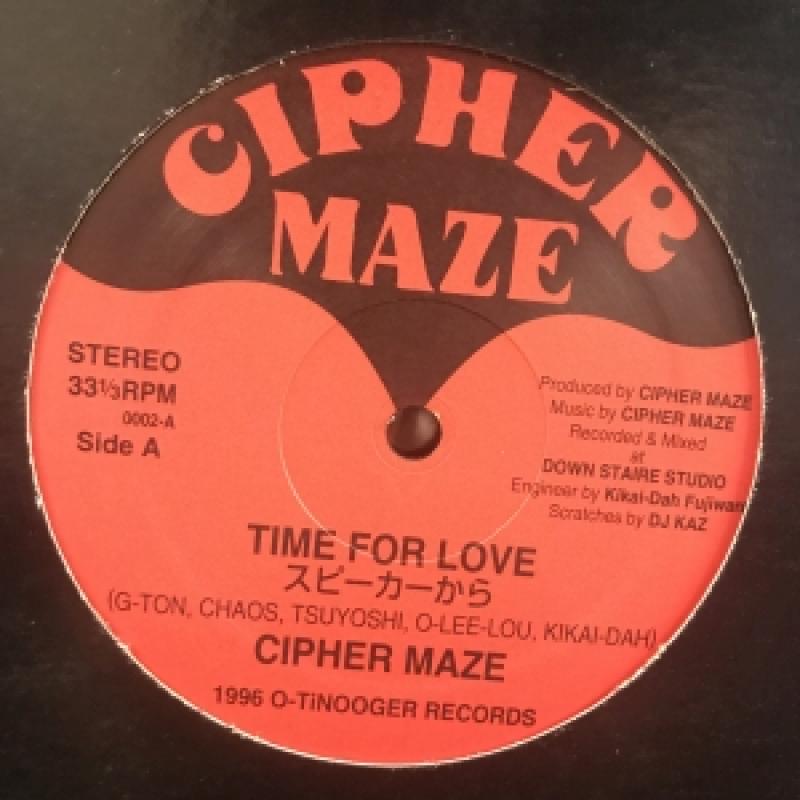 CIPHER
MAZE
STEREO
33⅓RPM
0002-A
Side A
Produced by CIPHER MAZE
Music by CIPHER MAZE
Recorded & Mixed
at
DOWN STAIRE STUDIO
Engineer by Kikai-Dah Fujiwara
Scratches by DJ KAZ
TIME FOR LOVE
スピーカーから
(G-TON, CHAOS, TSUYOSHI, O-LEE-LOU, KIKAI-DAH)
CIPHER MAZE
1996 O-TiNOOGER RECORDS